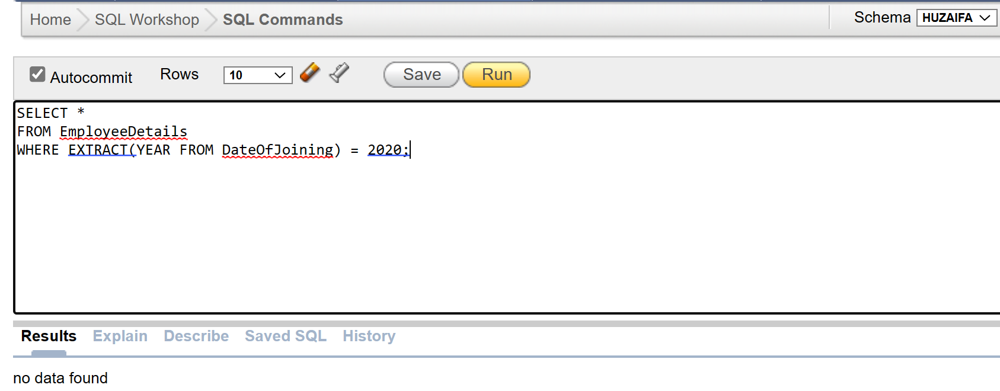 Home SQL Workshop SQL Commands Schema HUZAIFA
Autocommit Rows 10 Save Run
SELECT *
FROM EmployeeDetails
WHERE EXTRACT(YEAR FROM DateOfJoining) = 2020;
Results Explain Describe Saved SQL History
no data found